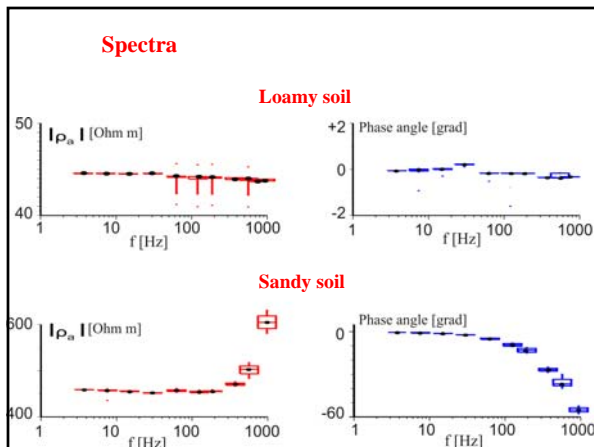 Spectra
Loamy soil
50
|ρa| [Ohm m]
40
1 10 100 1000
f [Hz]
+2
Phase angle [grad]
0
-2
1 10 100 1000
f [Hz]
Sandy soil
600
|ρa| [Ohm m]
400
1 10 100 1000
f [Hz]
Phase angle [grad]
0
-60
1 10 100 1000
f [Hz]